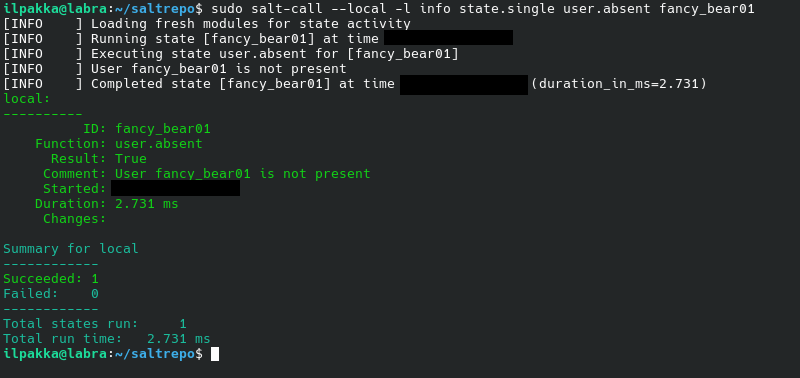 ilpakka@labra:~/saltrepo$ sudo salt-call --local -l info state.single user.absent fancy_bear01
[INFO    ] Loading fresh modules for state activity
[INFO    ] Running state [fancy_bear01] at time
[INFO    ] Executing state user.absent for [fancy_bear01]
[INFO    ] User fancy_bear01 is not present
[INFO    ] Completed state [fancy_bear01] at time (duration_in_ms=2.731)
local:
----------
          ID: fancy_bear01
    Function: user.absent
      Result: True
     Comment: User fancy_bear01 is not present
     Started:
    Duration: 2.731 ms
     Changes:

Summary for local
------------
Succeeded: 1
Failed:    0
------------
Total states run:     1
Total run time:   2.731 ms
ilpakka@labra:~/saltrepo$